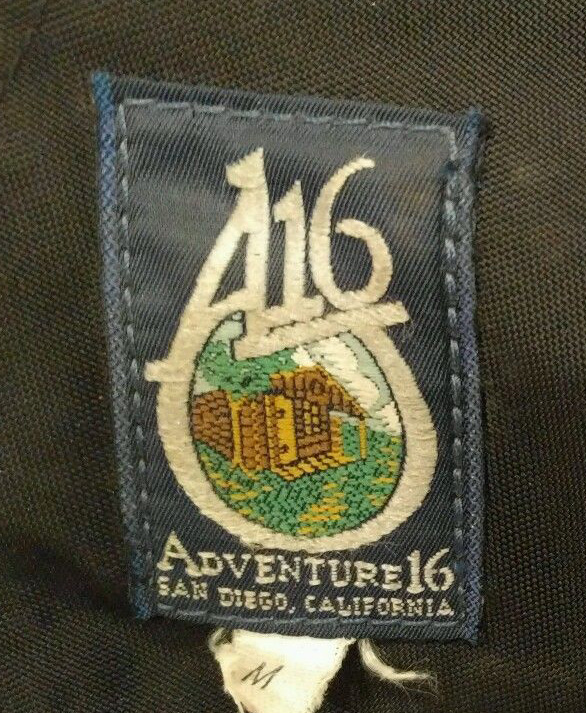 A16
ADVENTURE16
SAN DIEGO, CALIFORNIA
M